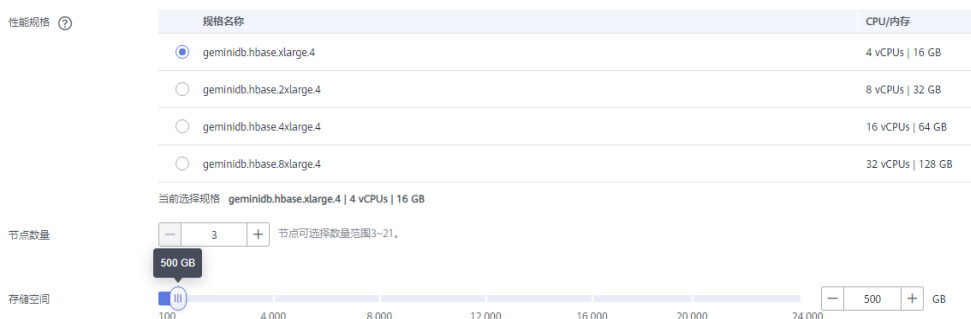 性能规格 ? 规格名称 CPU/内存
geminidb.hbase.xlarge.4 4 vCPUs | 16 GB
geminidb.hbase.2xlarge.4 8 vCPUs | 32 GB
geminidb.hbase.4xlarge.4 16 vCPUs | 64 GB
geminidb.hbase.8xlarge.4 32 vCPUs | 128 GB
当前选择规格 geminidb.hbase.xlarge.4 | 4 vCPUs | 16 GB
节点数量 — 3 + 节点可选择数量范围3~21。
500 GB
存储空间 — 500 + GB
100 4,000 8,000 12,000 16,000 20,000 24,000